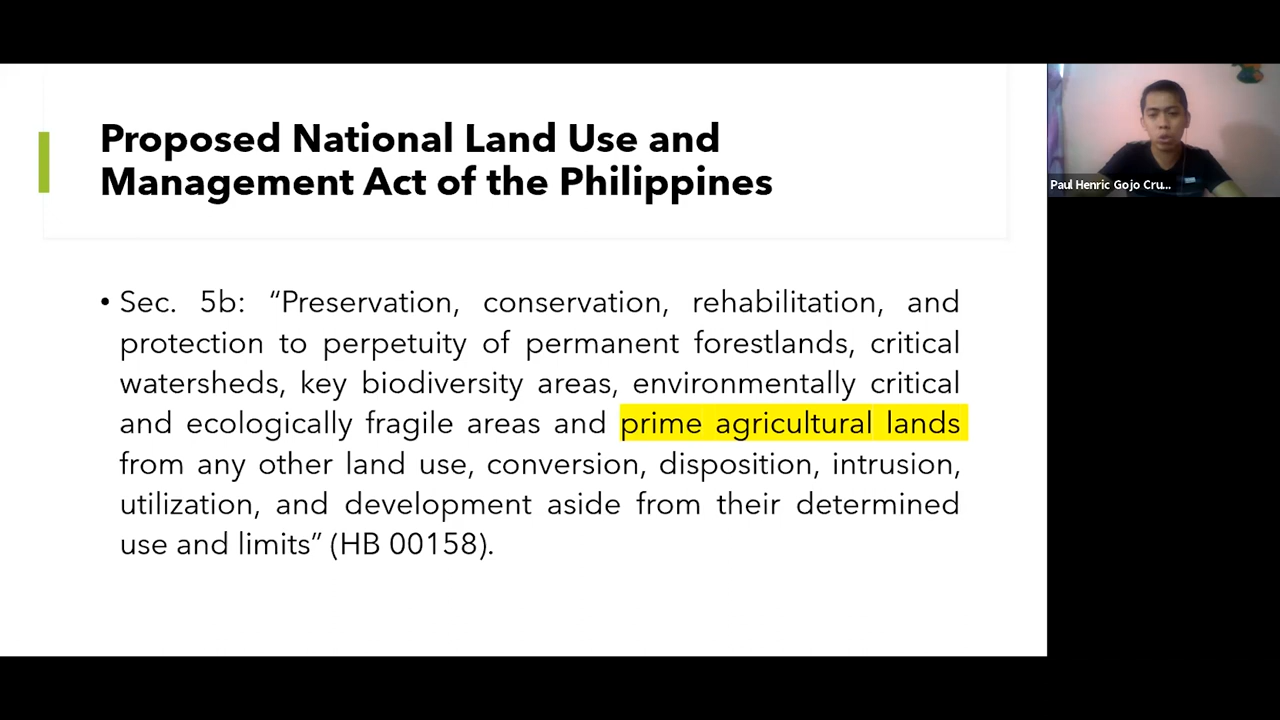 Proposed National Land Use and
Management Act of the Philippines
• Sec. 5b: “Preservation, conservation, rehabilitation, and
protection to perpetuity of permanent forestlands, critical
watersheds, key biodiversity areas, environmentally critical
and ecologically fragile areas and prime agricultural lands
from any other land use, conversion, disposition, intrusion,
utilization, and development aside from their determined
use and limits” (HB 00158).
Paul Henric Gojo Cru...